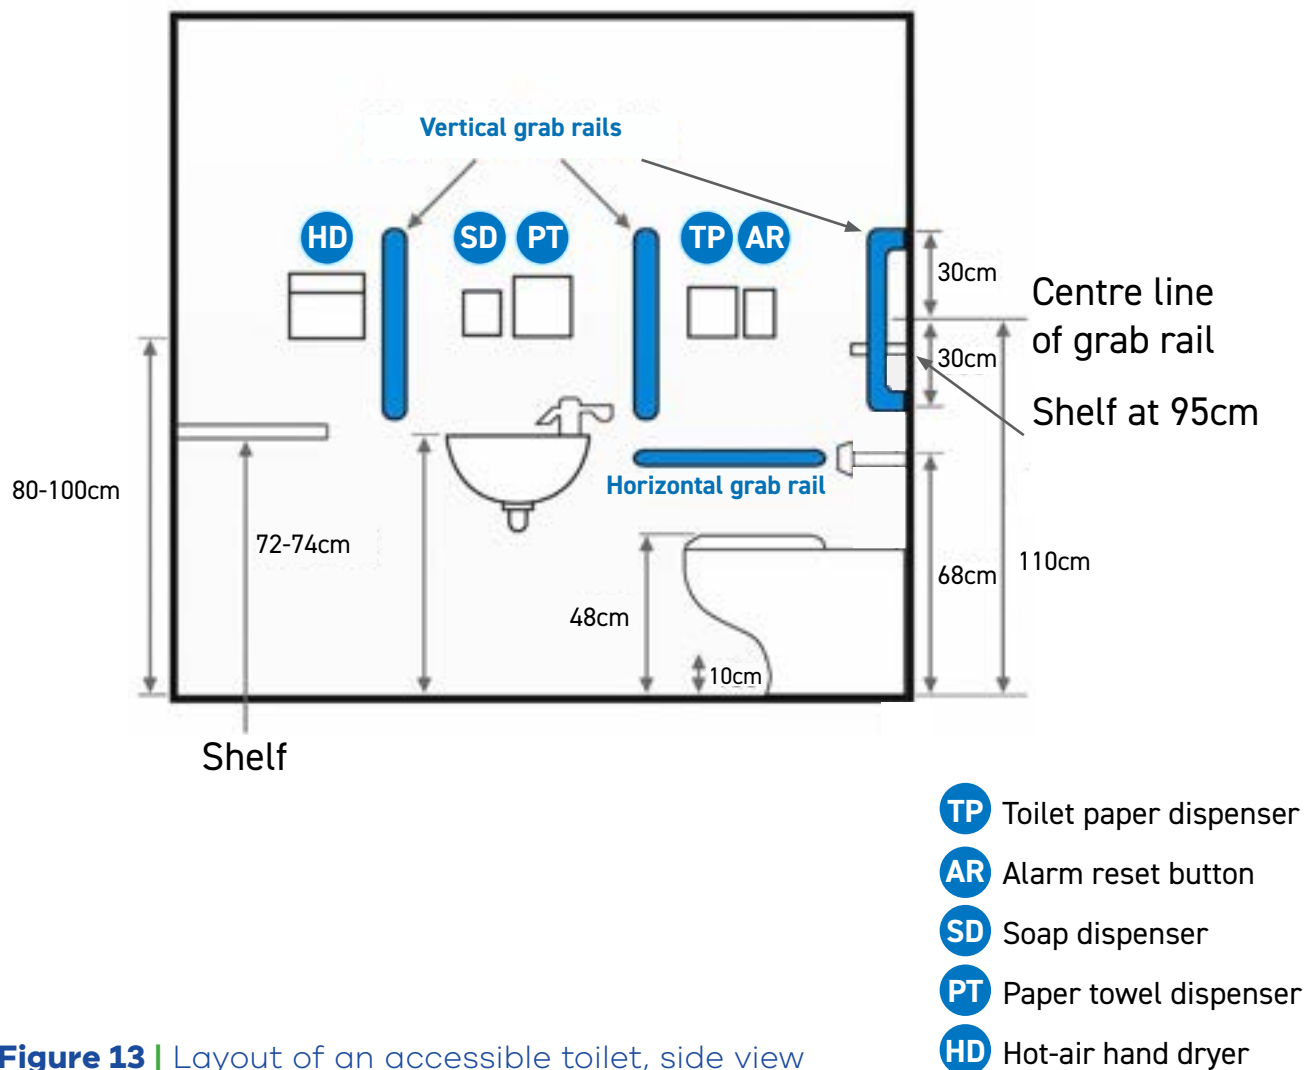 Vertical grab rails
HD
SD
PT
TP
AR
30cm
Centre line
of grab rail
30cm
Shelf at 95cm
80-100cm
Horizontal grab rail
72-74cm
68cm
110cm
48cm
10cm
Shelf
TP Toilet paper dispenser
AR Alarm reset button
SD Soap dispenser
PT Paper towel dispenser
HD Hot-air hand dryer
Figure 13 | Layout of an accessible toilet, side view